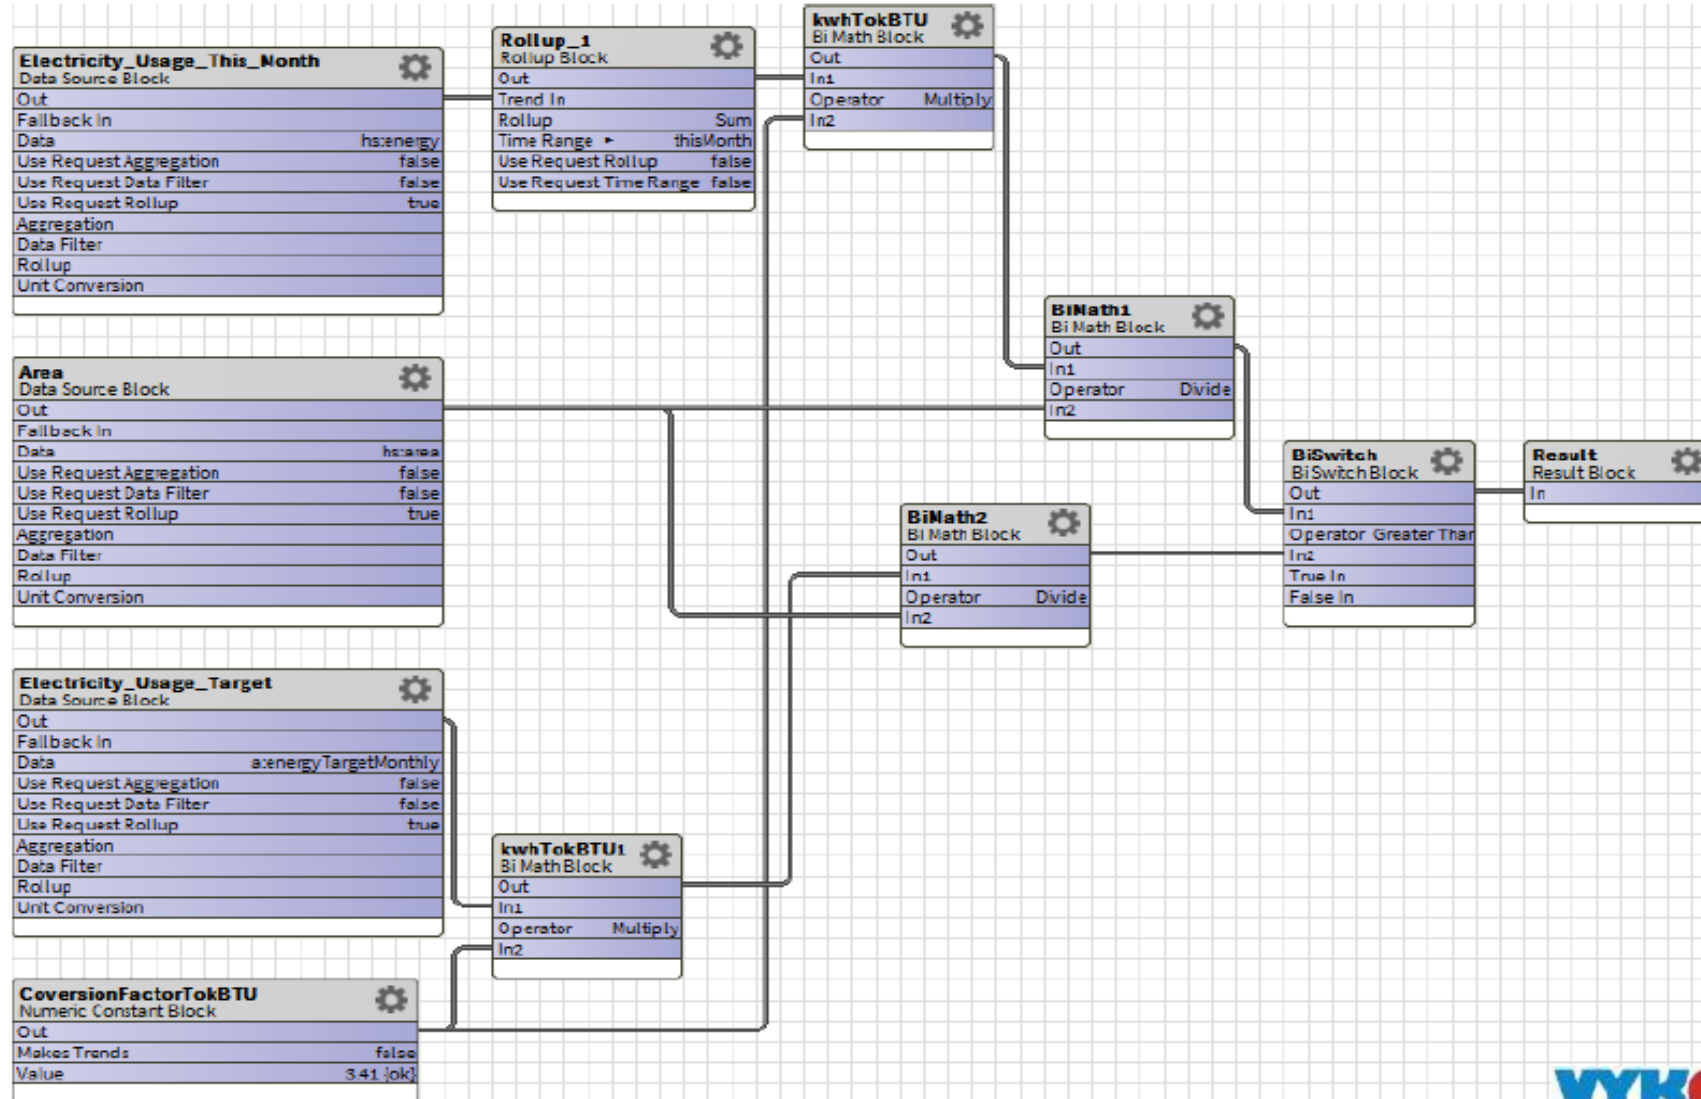 Electricity_Usage_This_Month
Data Source Block
Out
Fallback In
Data hs:energy
Use Request Aggregation false
Use Request Data Filter false
Use Request Rollup true
Aggregation
Data Filter
Rollup
Unit Conversion
Rollup_1
Rollup Block
Out
Trend In
Rollup Sum
Time Range ► thisMonth
Use Request Rollup false
Use Request Time Range false
kwhTokBTU
Bi Math Block
Out
In1
Operator Multiply
In2
BiMath1
Bi Math Block
Out
In1
Operator Divide
In2
Area
Data Source Block
Out
Fallback In
Data hs:area
Use Request Aggregation false
Use Request Data Filter false
Use Request Rollup true
Aggregation
Data Filter
Rollup
Unit Conversion
BiMath2
Bi Math Block
Out
In1
Operator Divide
In2
BiSwitch
BiSwitch Block
Out
In1
Operator Greater Than
In2
True In
False In
Result
Result Block
In
Electricity_Usage_Target
Data Source Block
Out
Fallback In
Data a:energyTargetMonthly
Use Request Aggregation false
Use Request Data Filter false
Use Request Rollup true
Aggregation
Data Filter
Rollup
Unit Conversion
kwhTokBTU1
Bi Math Block
Out
In1
Operator Multiply
In2
CoversionFactorTokBTU
Numeric Constant Block
Out
Makes Trends false
Value 3.41 {ok}